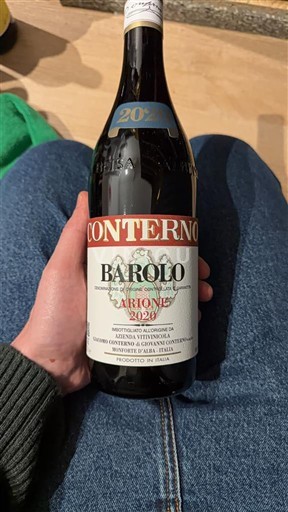 2020
CONTERNO
BAROLO
DENOMINAZIONE DI ORIGINE CONTROLLATA E GARANTITA
ARIONE
2020
IMBOTTIGLIATO ALL'ORIGINE DA
AZIENDA VITIVINICOLA
GIACOMO CONTERNO di GIOVANNI CONTERNO
MONFORTE D'ALBA - ITALIA
PRODOTTO IN ITALIA